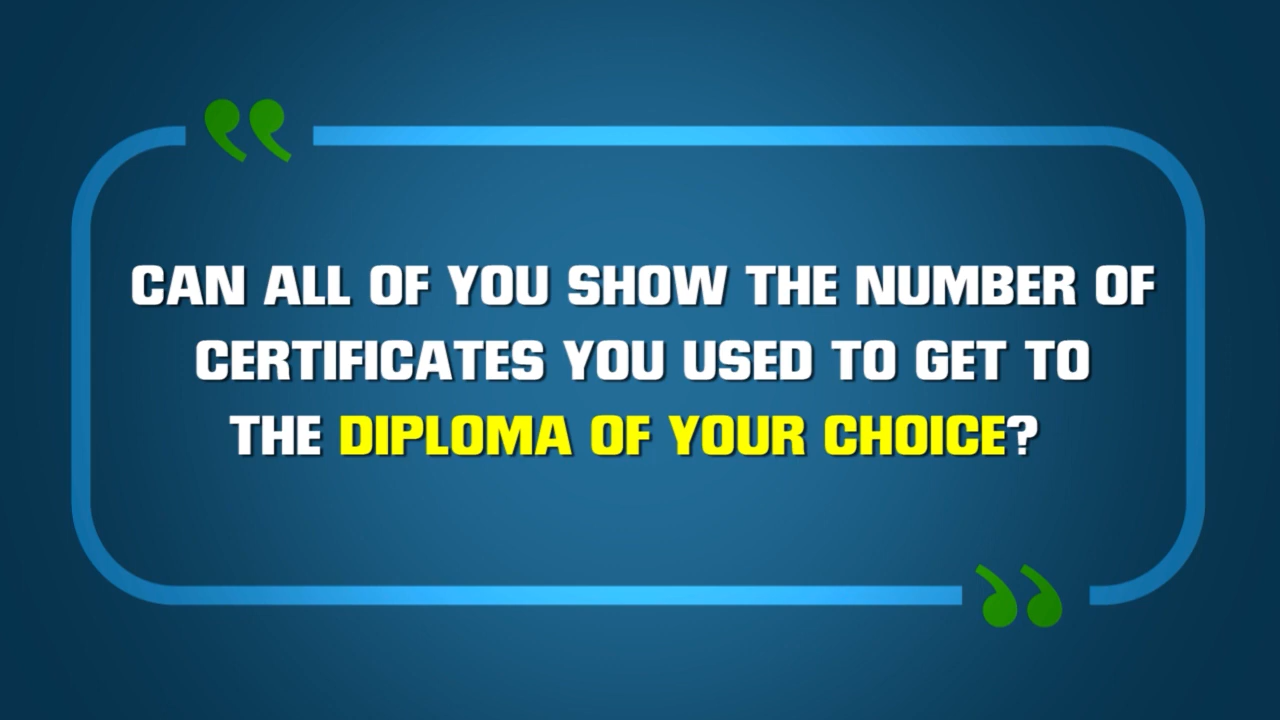 CAN ALL OF YOU SHOW THE NUMBER OF
CERTIFICATES YOU USED TO GET TO
THE DIPLOMA OF YOUR CHOICE?